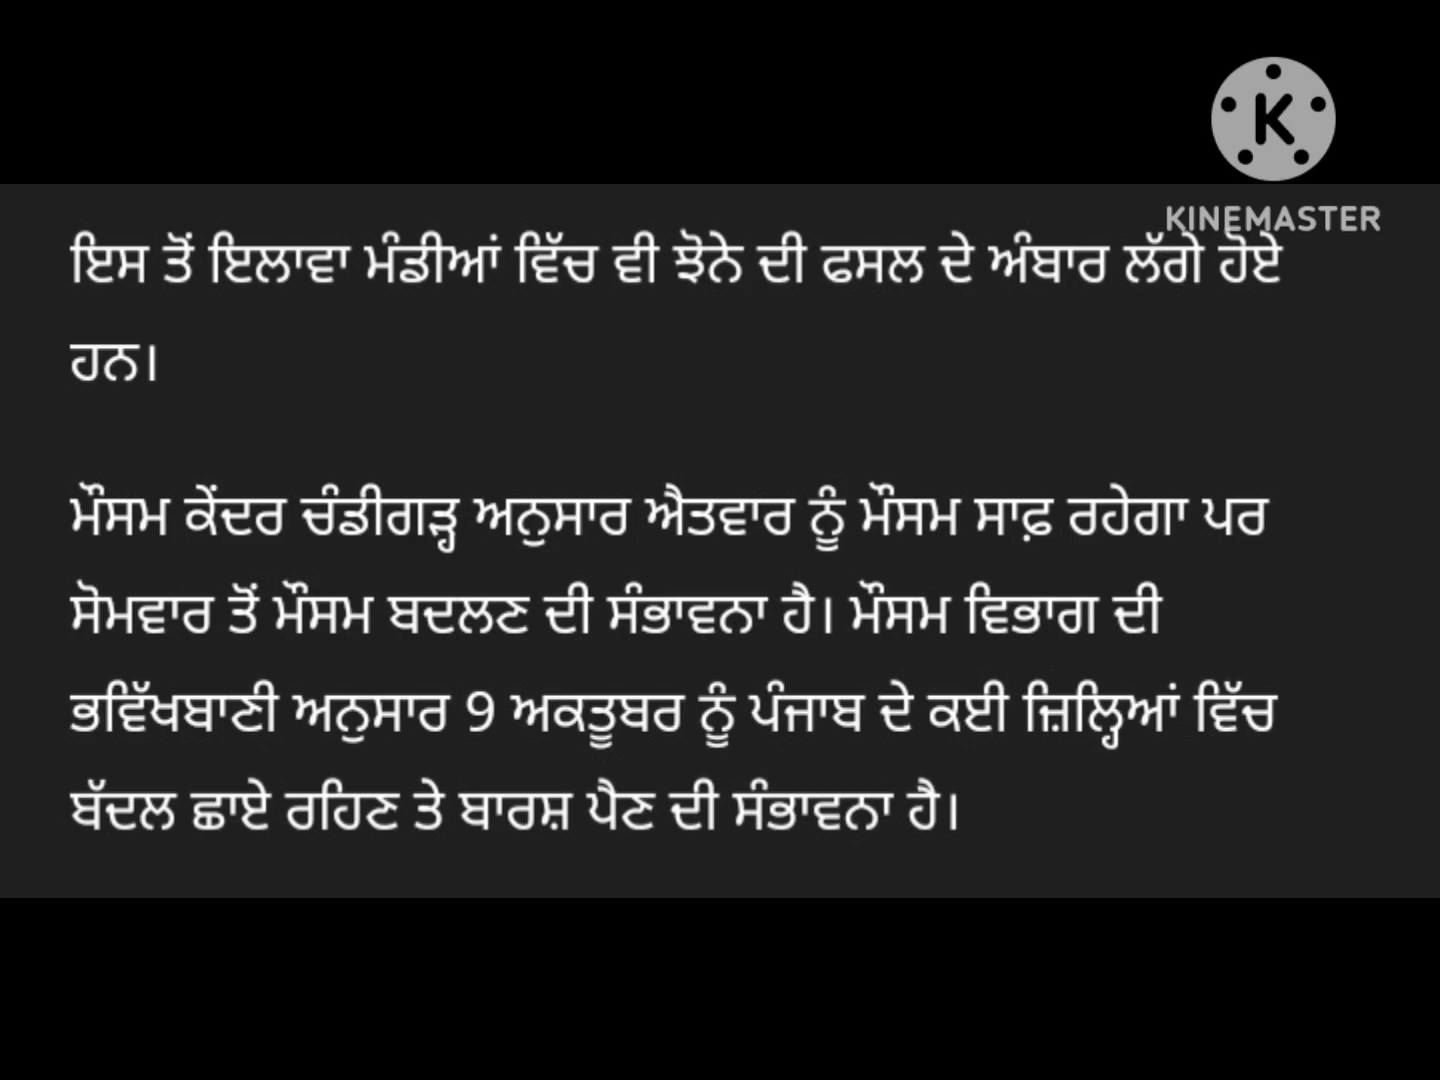 KINEMASTER
ਇਸ ਤੋਂ ਇਲਾਵਾ ਮੰਡੀਆਂ ਵਿੱਚ ਵੀ ਝੋਨੇ ਦੀ ਫਸਲ ਦੇ ਅੰਬਾਰ ਲੱਗੇ ਹੋਏ
ਹਨ।
ਮੌਸਮ ਕੇਂਦਰ ਚੰਡੀਗੜ੍ਹ ਅਨੁਸਾਰ ਐਤਵਾਰ ਨੂੰ ਮੌਸਮ ਸਾਫ਼ ਰਹੇਗਾ ਪਰ
ਸੋਮਵਾਰ ਤੋਂ ਮੌਸਮ ਬਦਲਣ ਦੀ ਸੰਭਾਵਨਾ ਹੈ। ਮੌਸਮ ਵਿਭਾਗ ਦੀ
ਭਵਿੱਖਬਾਣੀ ਅਨੁਸਾਰ 9 ਅਕਤੂਬਰ ਨੂੰ ਪੰਜਾਬ ਦੇ ਕਈ ਜ਼ਿਲ੍ਹਿਆਂ ਵਿੱਚ
ਬੱਦਲ ਛਾਏ ਰਹਿਣ ਤੇ ਬਾਰਸ਼ ਪੈਣ ਦੀ ਸੰਭਾਵਨਾ ਹੈ।